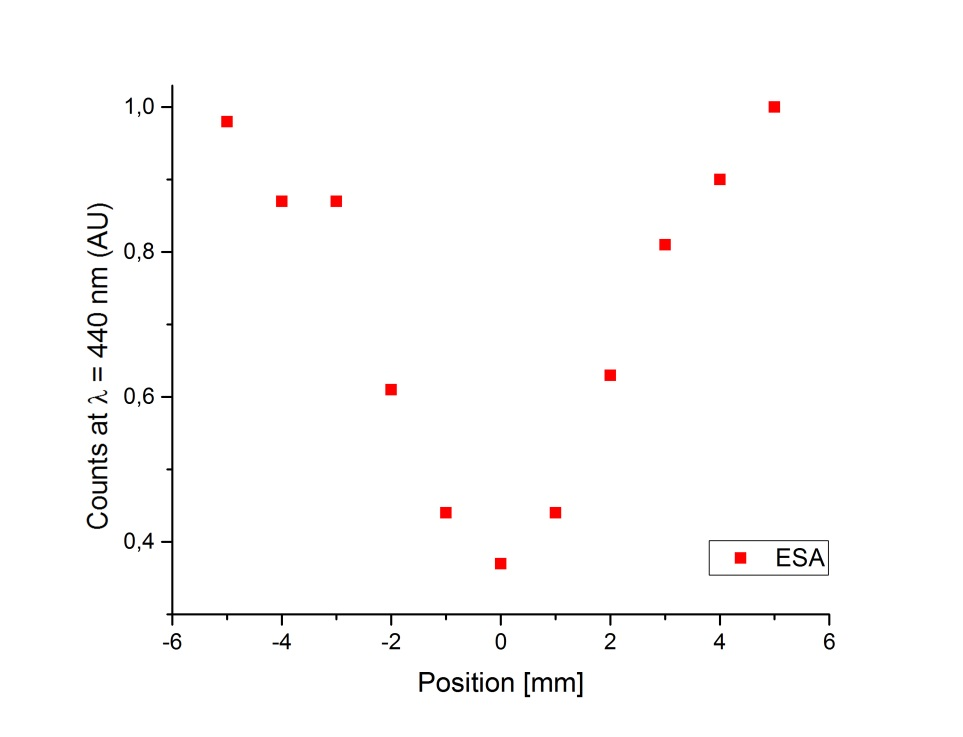 1,0
0,8
0,6
0,4
Counts at λ = 440 nm (AU)
ESA
-6 -4 -2 0 2 4 6
Position [mm]